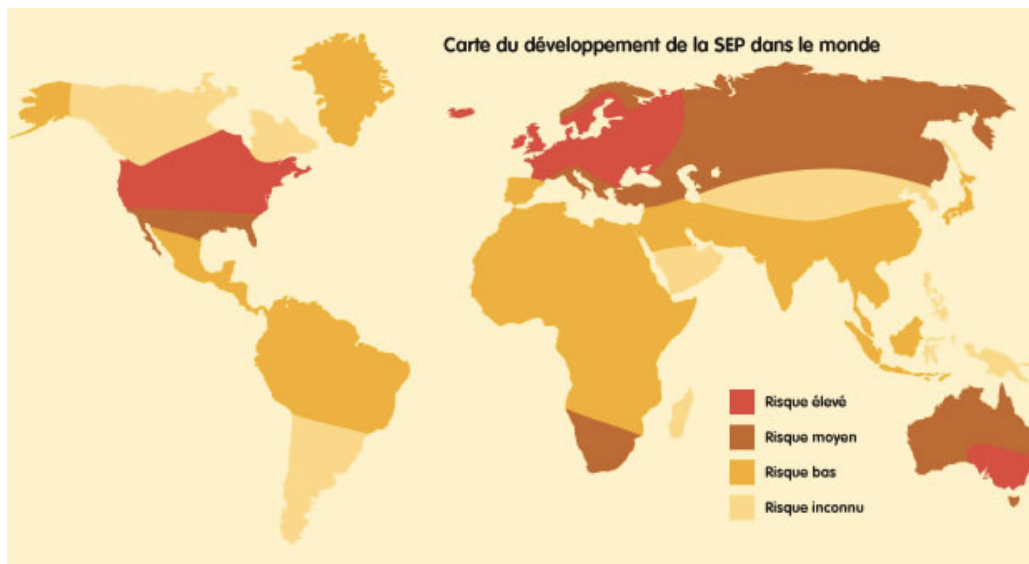 Carte du développement de la SEP dans le monde
Risque élevé
Risque moyen
Risque bas
Risque inconnu